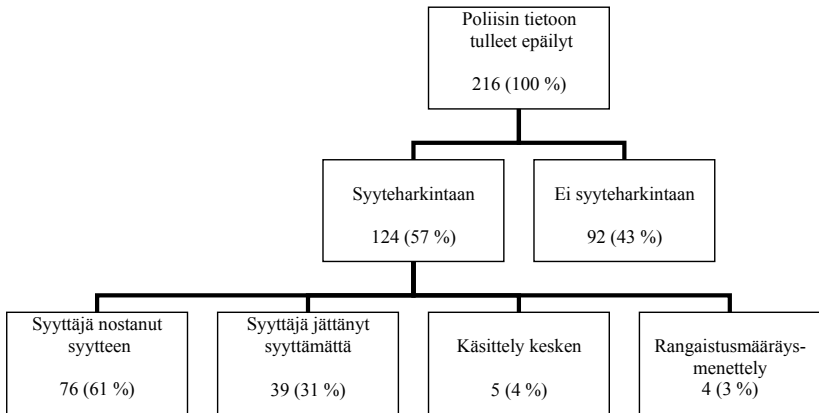 Poliisin tietoon
tulleet epäilyt
216 (100 %)
Syyteharkintaan
124 (57 %)
Ei syyteharkintaan
92 (43 %)
Syyttäjä nostanut
syytteen
76 (61 %)
Syyttäjä jättänyt
syyttämättä
39 (31 %)
Käsittely kesken
5 (4 %)
Rangaistusmääräys-
menettely
4 (3 %)